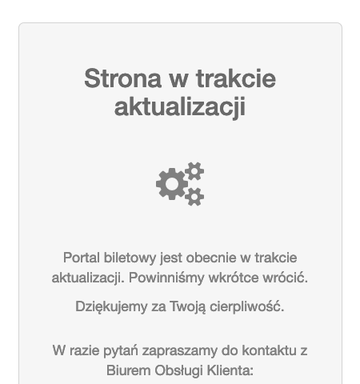 Strona w trakcie
aktualizacji
Portal biletowy jest obecnie w trakcie
aktualizacji. Powinniśmy wkrótce wrócić.
Dziękujemy za Twoją cierpliwość.
W razie pytań zapraszamy do kontaktu z
Biurem Obsługi Klienta: